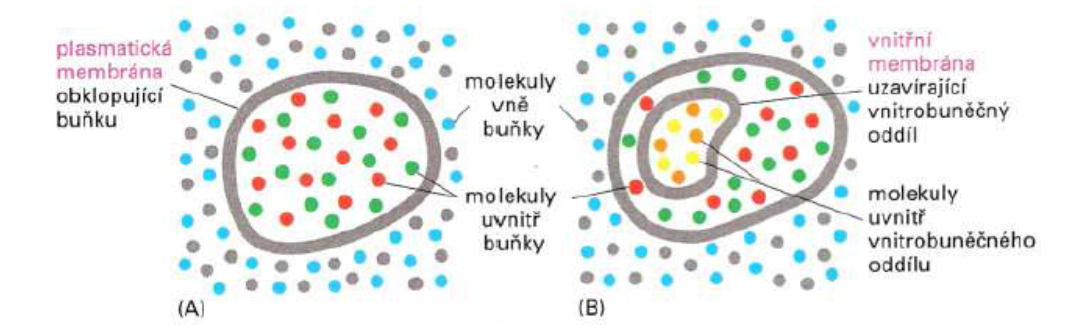 plasmatická
membrána
obklopující
buňku
molekuly
vně
buňky
molekuly
uvnitř
buňky
(A)
vnitřní
membrána
uzavírající
vnitrobuněčný
oddíl
molekuly
uvnitř
vnitrobuněčného
oddílu
(B)